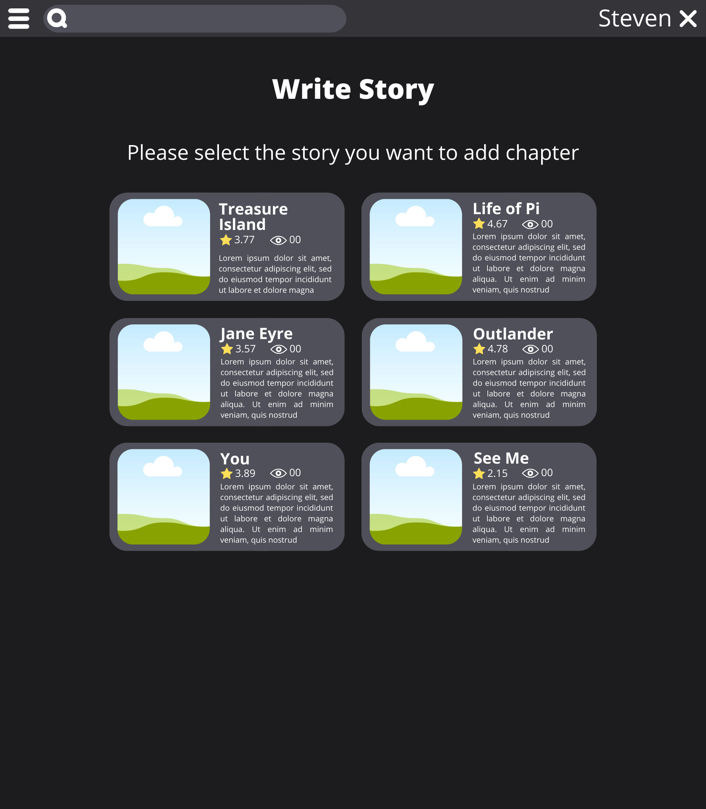 Steven
Write Story
Please select the story you want to add chapter
Treasure
Island
3.77 00
Lorem ipsum dolor sit amet,
consectetur adipiscing elit, sed
do eiusmod tempor incididunt
ut labore et dolore magna
Life of Pi
4.67 00
Lorem ipsum dolor sit amet,
consectetur adipiscing elit, sed
do eiusmod tempor incididunt
ut labore et dolore magna
aliqua. Ut enim ad minim
veniam, quis nostrud
Jane Eyre
3.57 00
Lorem ipsum dolor sit amet,
consectetur adipiscing elit, sed
do eiusmod tempor incididunt
ut labore et dolore magna
aliqua. Ut enim ad minim
veniam, quis nostrud
Outlander
4.78 00
Lorem ipsum dolor sit amet,
consectetur adipiscing elit, sed
do eiusmod tempor incididunt
ut labore et dolore magna
aliqua. Ut enim ad minim
veniam, quis nostrud
You
3.89 00
Lorem ipsum dolor sit amet,
consectetur adipiscing elit, sed
do eiusmod tempor incididunt
ut labore et dolore magna
aliqua. Ut enim ad minim
veniam, quis nostrud
See Me
2.15 00
Lorem ipsum dolor sit amet,
consectetur adipiscing elit, sed
do eiusmod tempor incididunt
ut labore et dolore magna
aliqua. Ut enim ad minim
veniam, quis nostrud